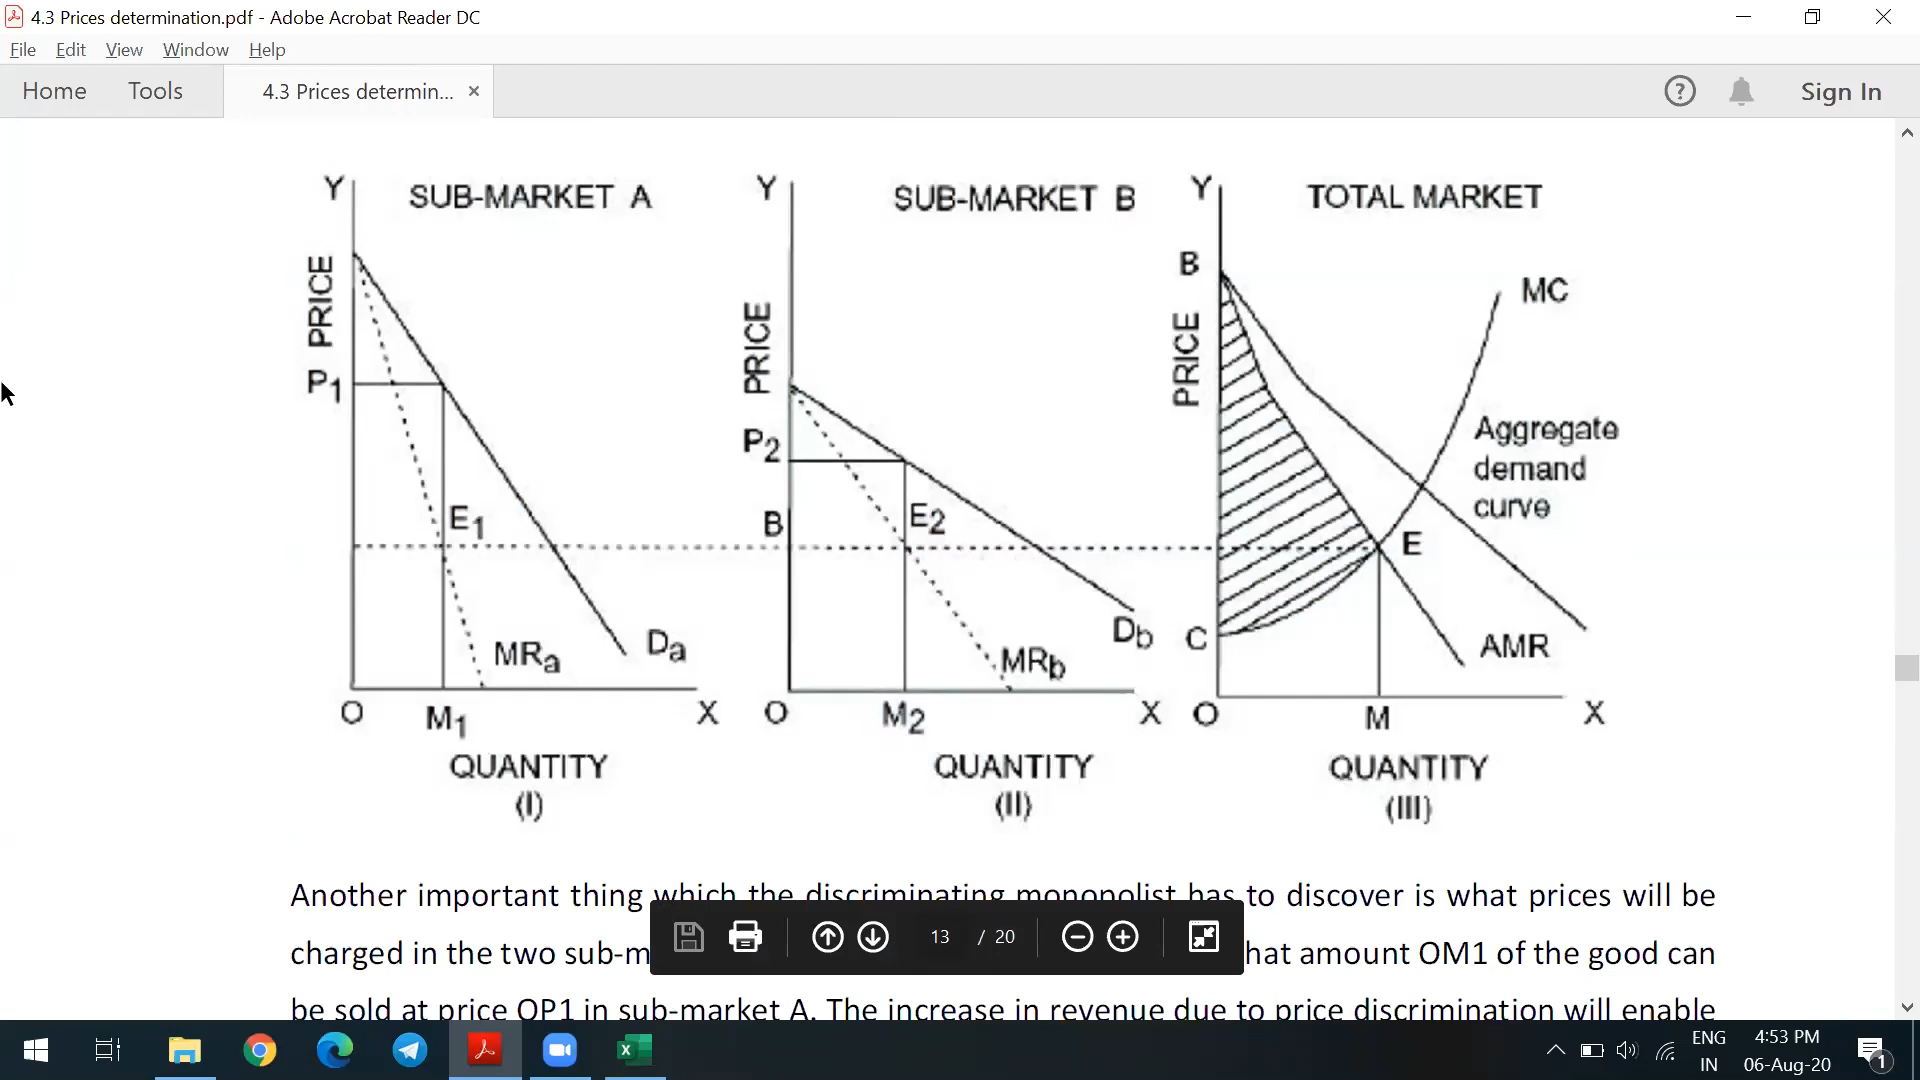 4.3 Prices determination.pdf - Adobe Acrobat Reader DC
File Edit View Window Help
Home Tools 4.3 Prices determin... × Sign In
Y SUB-MARKET A Y SUB-MARKET B Y TOTAL MARKET
B
PRICE PRICE PRICE
MC
P1
P2
Aggregate
demand
curve
E1 B E2 E
MRa Da MRb Db C AMR
O M1 X O M2 X O M X
QUANTITY QUANTITY QUANTITY
(I) (II) (III)
Another important thing which the discriminating monopolist has to discover is what prices will be
charged in the two sub-m hat amount OM1 of the good can
be sold at price OP1 in sub-market A. The increase in revenue due to price discrimination will enable
13 / 20
ENG
IN
4:53 PM
06-Aug-20
1